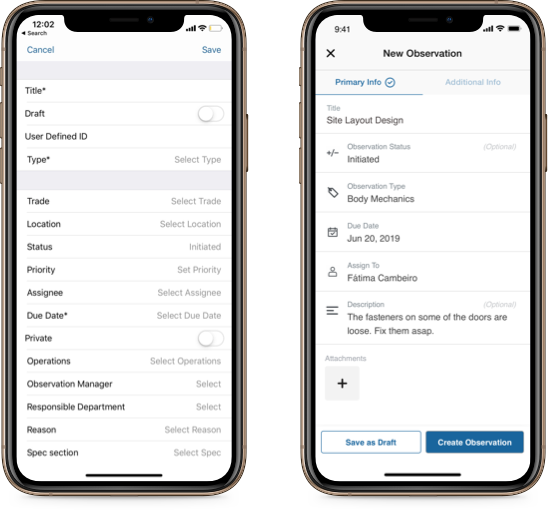 12:02
◀ Search
Cancel Save
Title*
Draft
User Defined ID
Type* Select Type
Trade Select Trade
Location Select Location
Status Initiated
Priority Set Priority
Assignee Select Assignee
Due Date* Select Due Date
Private
Operations Select Operations
Observation Manager Select
Responsible Department Select
Reason Select Reason
Spec section Select Spec
9:41
New Observation
Primary Info Additional Info
Title
Site Layout Design
Observation Status (Optional)
Initiated
Observation Type
Body Mechanics
Due Date
Jun 20, 2019
Assign To
Fátima Cambeiro
Description (Optional)
The fasteners on some of the doors are
loose. Fix them asap.
Attachments
Save as Draft Create Observation